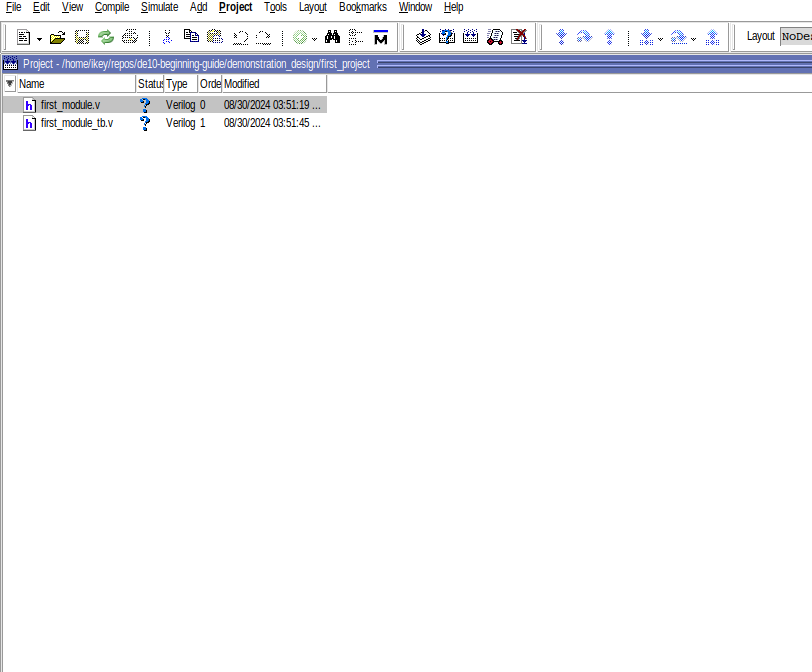 File Edit View Compile Simulate Add Project Tools Layout Bookmarks Window Help
Layout NoDes
Project - /home/ikey/repos/de10-beginning-guide/demonstration_design/first_project
Name Statu Type Orde Modified
first_module.v Verilog 0 08/30/2024 03:51:19 ...
first_module_tb.v Verilog 1 08/30/2024 03:51:45 ...